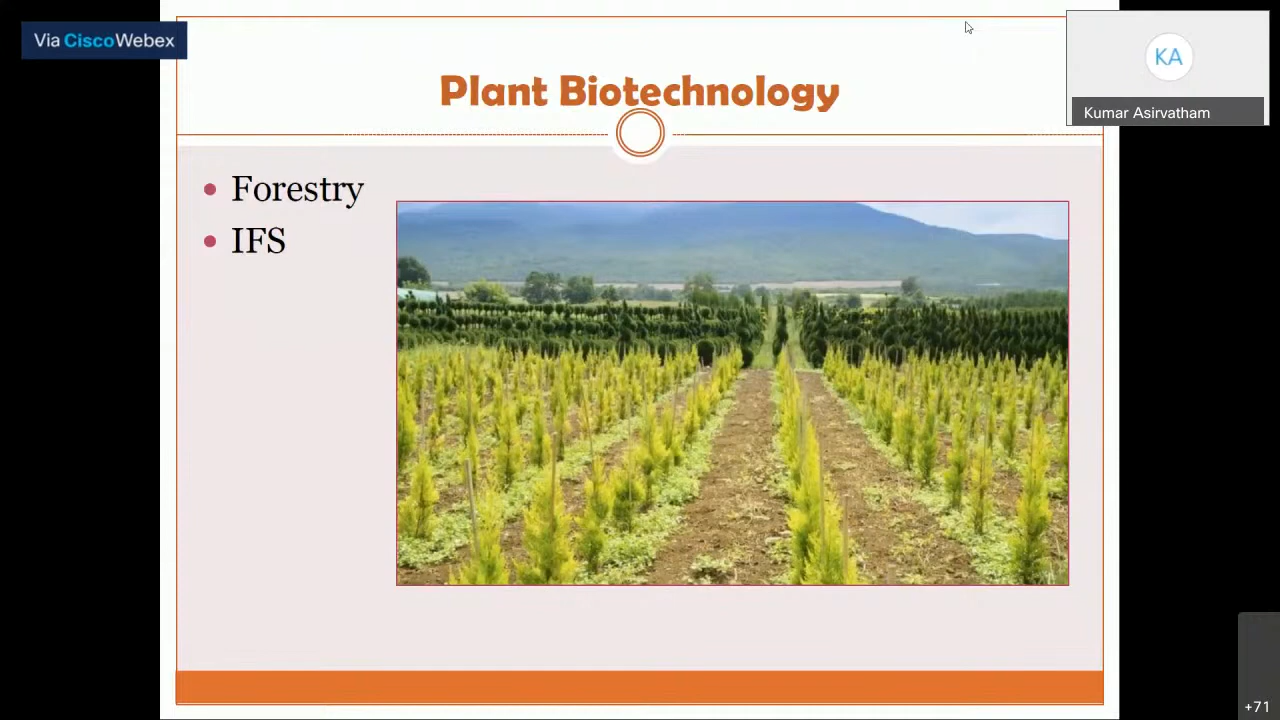 Via CiscoWebex
Plant Biotechnology
KA
Kumar Asirvatham
Forestry
IFS
+71